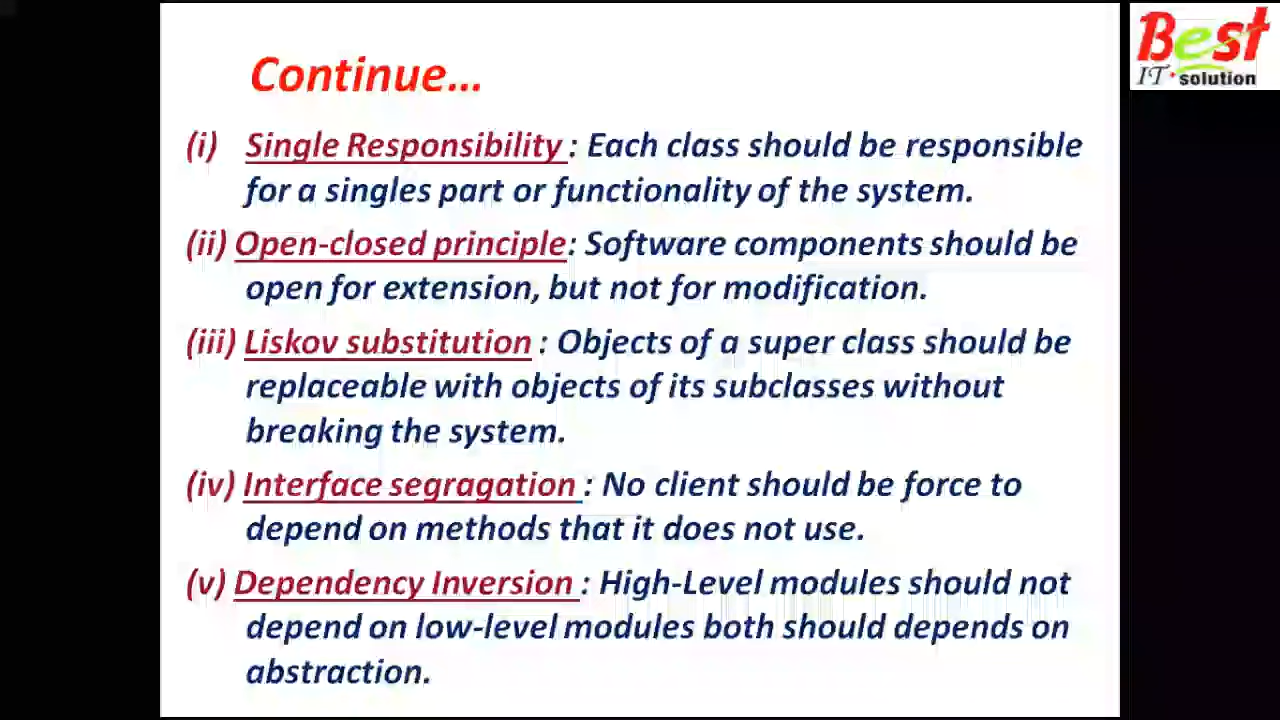 Best
IT solution
Continue...
(i) Single Responsibility : Each class should be responsible
for a singles part or functionality of the system.
(ii) Open-closed principle: Software components should be
open for extension, but not for modification.
(iii) Liskov substitution : Objects of a super class should be
replaceable with objects of its subclasses without
breaking the system.
(iv) Interface segragation : No client should be force to
depend on methods that it does not use.
(v) Dependency Inversion : High-Level modules should not
depend on low-level modules both should depends on
abstraction.